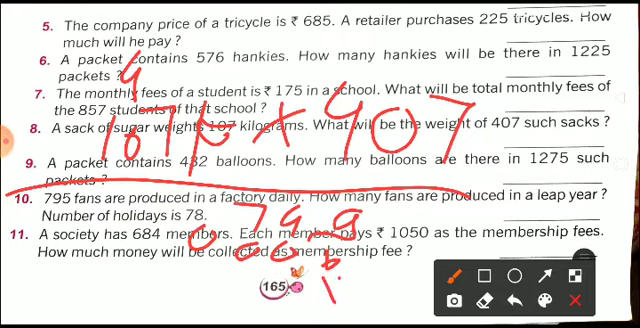 5. The company price of a tricycle is ₹ 685. A retailer purchases 225 tricycles. How
much will he pay ?
6. A packet contains 576 hankies. How many hankies will be there in 1225
packets ?
7. The monthly fees of a student is ₹ 175 in a school. What will be total monthly fees of
the 857 students of that school ?
8. A sack of sugar weights 107 kilograms. What will be the weight of 407 such sacks ?
107 × 407
9. A packet contains 432 balloons. How many balloons are there in 1275 such
packets ?
10. 795 fans are produced in a factory daily. How many fans are produced in a leap year ?
Number of holidays is 78.
11. A society has 684 members. Each member pays ₹ 1050 as the membership fees.
How much money will be collected as membership fee ?
165